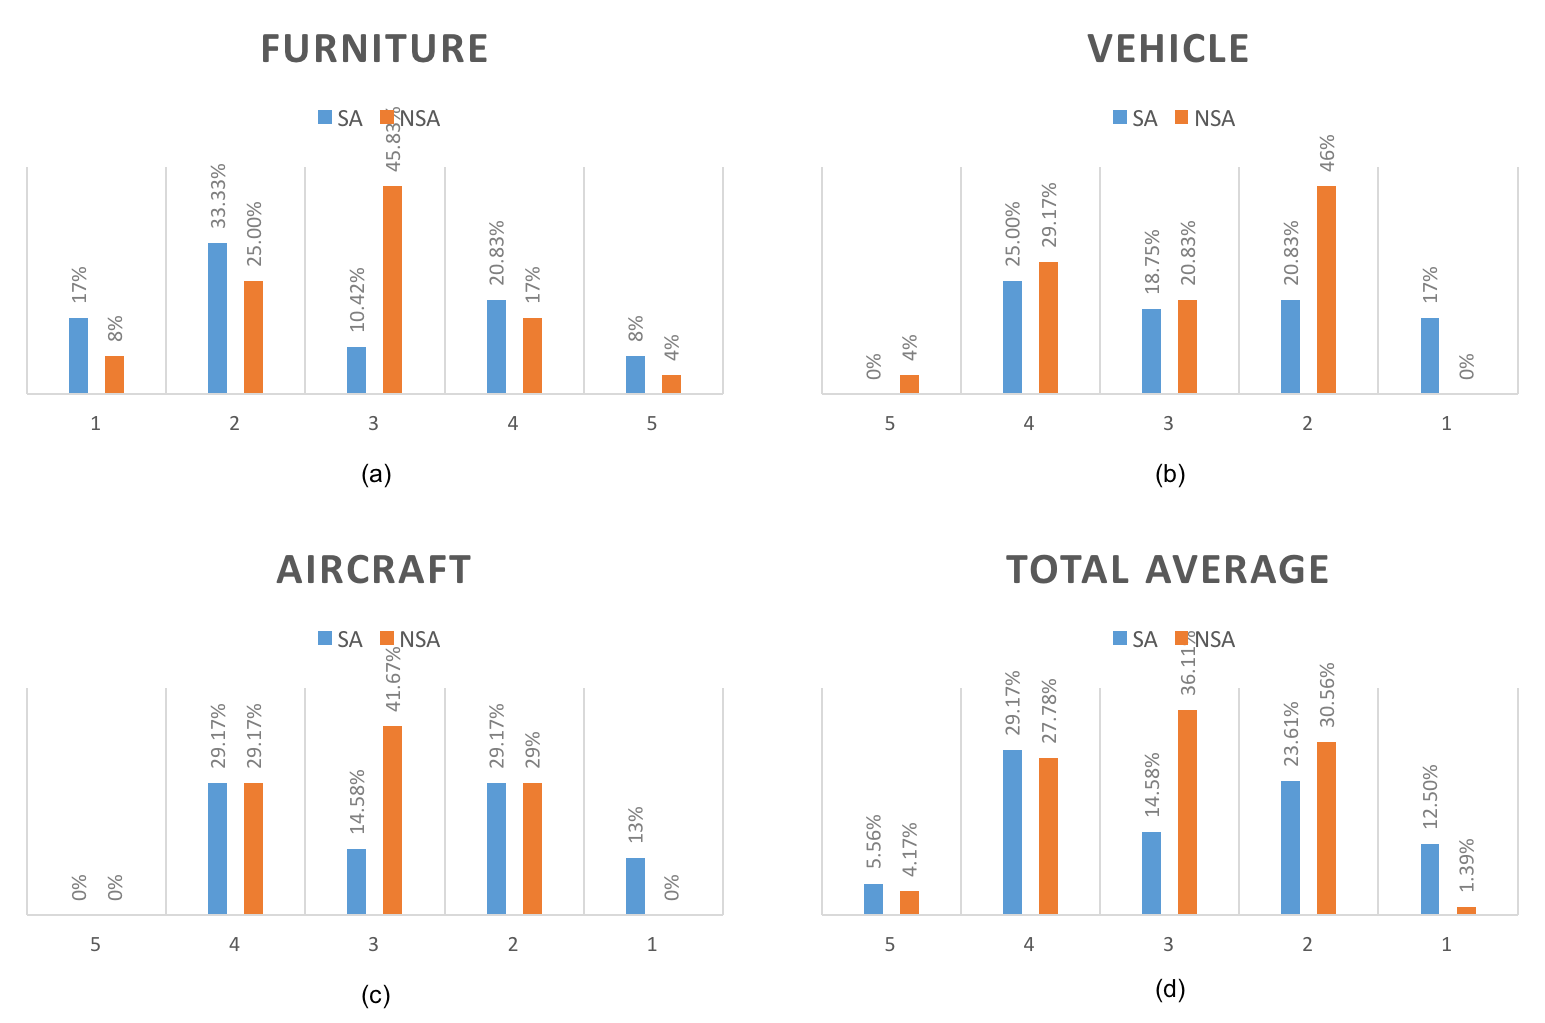 FURNITURE
SA NSA
17% 8% 33.33% 25.00% 10.42% 45.83% 20.83% 17% 8% 4%
1 2 3 4 5
(a)
VEHICLE
SA NSA
0% 4% 25.00% 29.17% 18.75% 20.83% 20.83% 46% 17% 0%
5 4 3 2 1
(b)
AIRCRAFT
SA NSA
0% 0% 29.17% 29.17% 14.58% 41.67% 29.17% 29% 13% 0%
5 4 3 2 1
(c)
TOTAL AVERAGE
SA NSA
5.56% 4.17% 29.17% 27.78% 14.58% 36.11% 23.61% 30.56% 12.50% 1.39%
5 4 3 2 1
(d)